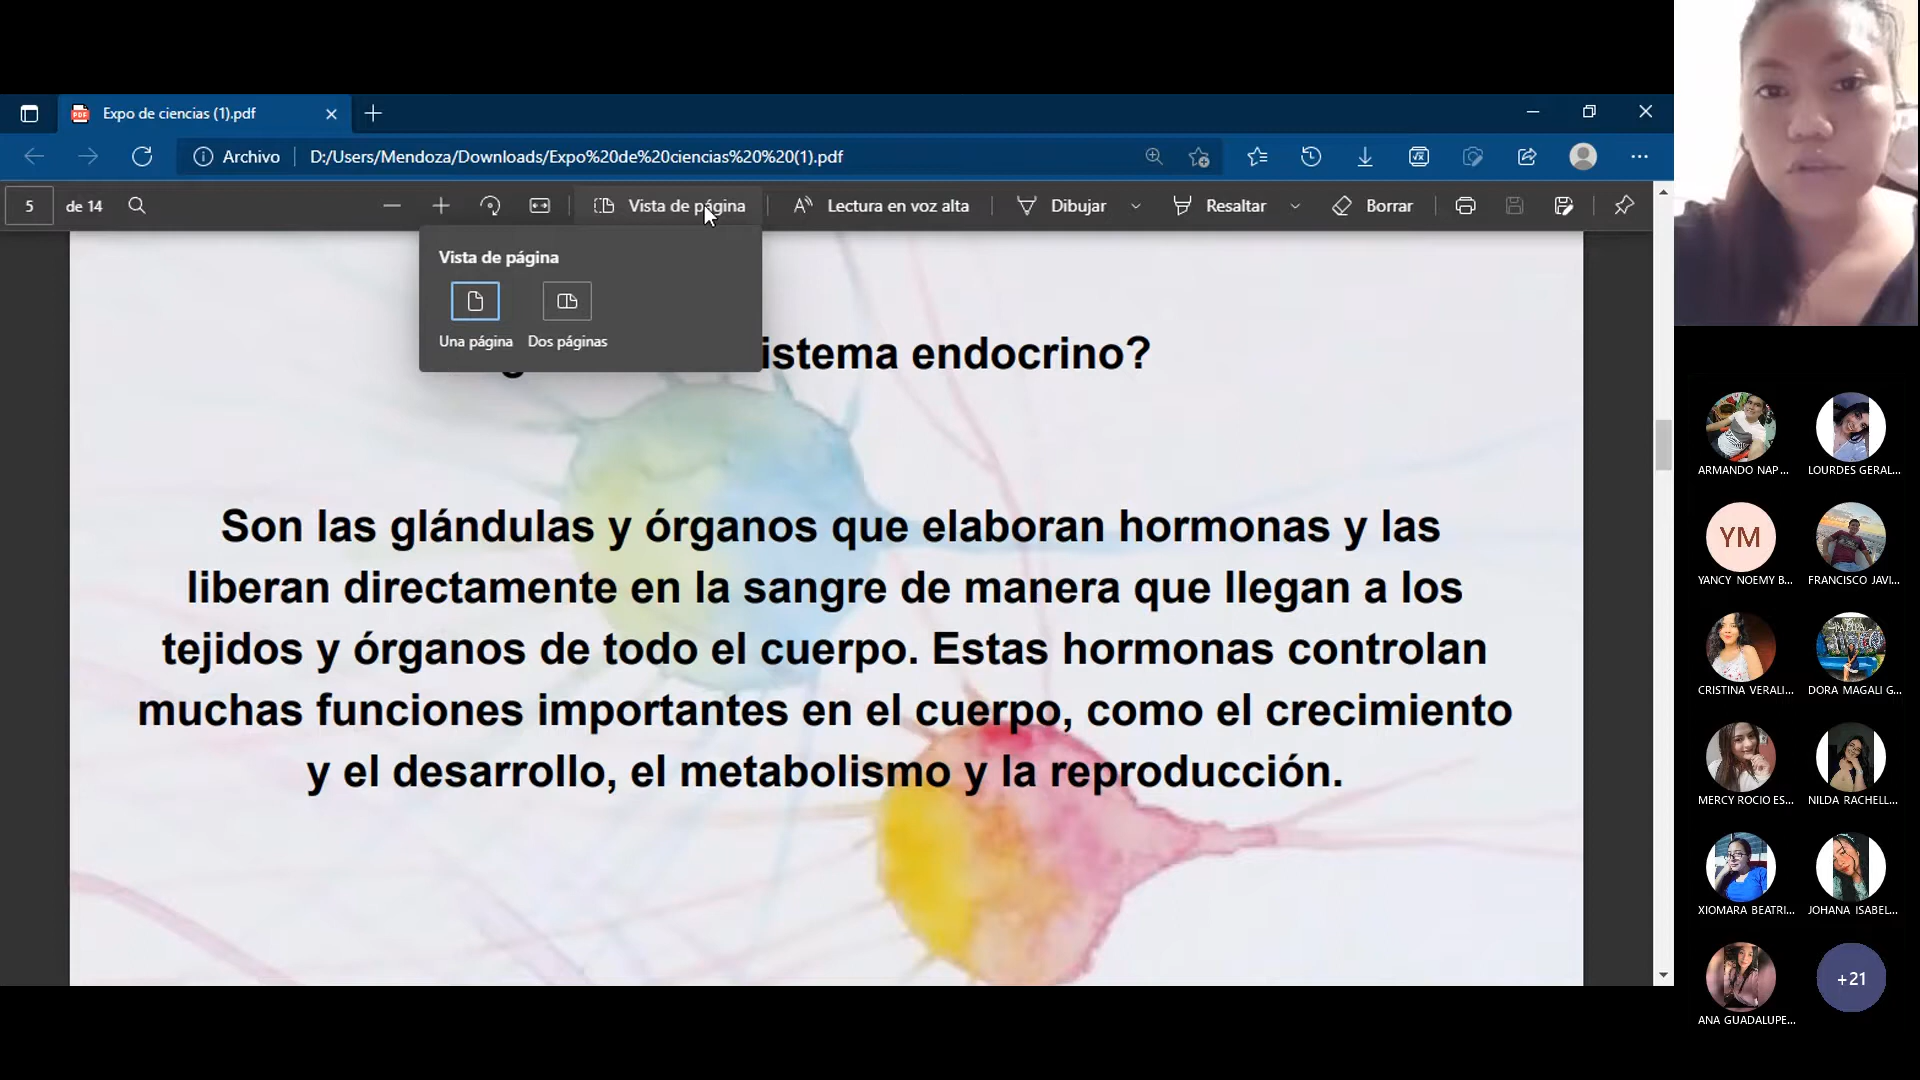 Expo de ciencias (1).pdf
Archivo
D:/Users/Mendoza/Downloads/Expo%20de%20ciencias%20%20(1).pdf
5 de 14
Vista de página
Lectura en voz alta
Dibujar
Resaltar
Borrar
Vista de página
Una página
Dos páginas
istema endocrino?
Son las glándulas y órganos que elaboran hormonas y las
liberan directamente en la sangre de manera que llegan a los
tejidos y órganos de todo el cuerpo. Estas hormonas controlan
muchas funciones importantes en el cuerpo, como el crecimiento
y el desarrollo, el metabolismo y la reproducción.
ARMANDO NAP...
LOURDES GERAL...
YM
YANCY NOEMY B...
FRANCISCO JAVI...
CRISTINA VERALI...
DORA MAGALI G...
MERCY ROCIO ES...
NILDA RACHELL...
XIOMARA BEATRI...
JOHANA ISABEL...
ANA GUADALUPE...
+21